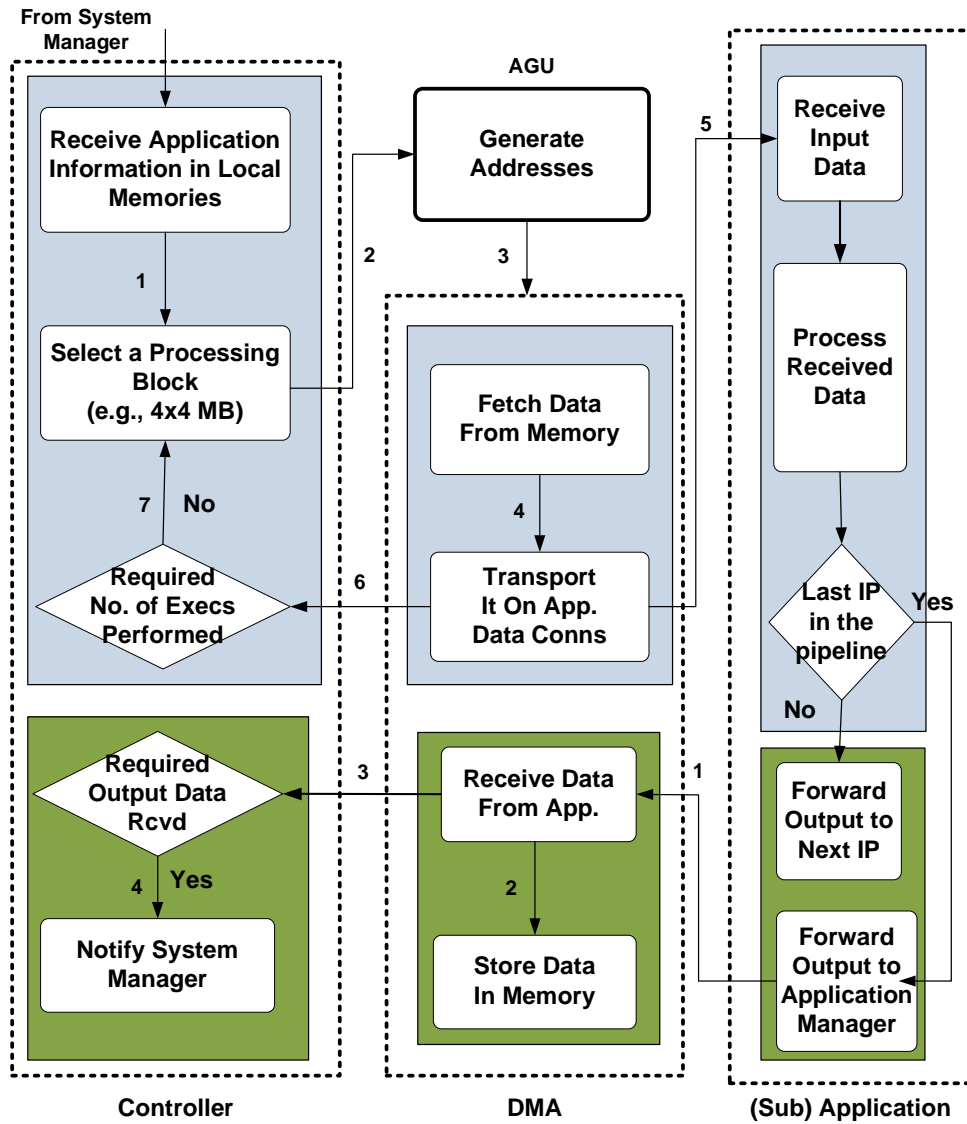 From System
Manager
Receive Application
Information in Local
Memories
1
Select a Processing
Block
(e.g., 4x4 MB)
7
No
Required
No. of Execs
Performed
2
AGU
Generate
Addresses
3
Fetch Data
From Memory
4
Transport
It On App.
Data Conns
6
5
Receive
Input
Data
Process
Received
Data
Last IP
in the
pipeline
Yes
No
Forward
Output to
Next IP
Forward
Output to
Application
Manager
1
Receive Data
From App.
2
Store Data
In Memory
3
Required
Output Data
Rcvd
4
Yes
Notify System
Manager
Controller
DMA
(Sub) Application